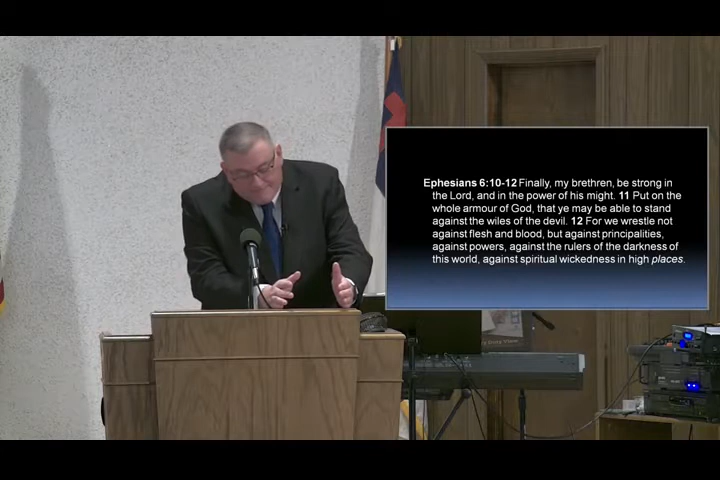 Ephesians 6:10-12 Finally, my brethren, be strong in
the Lord, and in the power of his might. 11 Put on the
whole armour of God, that ye may be able to stand
against the wiles of the devil. 12 For we wrestle not
against flesh and blood, but against principalities,
against powers, against the rulers of the darkness of
this world, against spiritual wickedness in high places.